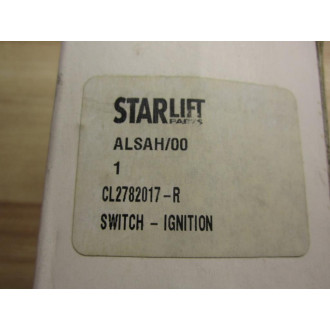 STARLIFT
PARTS
ALSAH/00
1
CL2782017-R
SWITCH - IGNITION